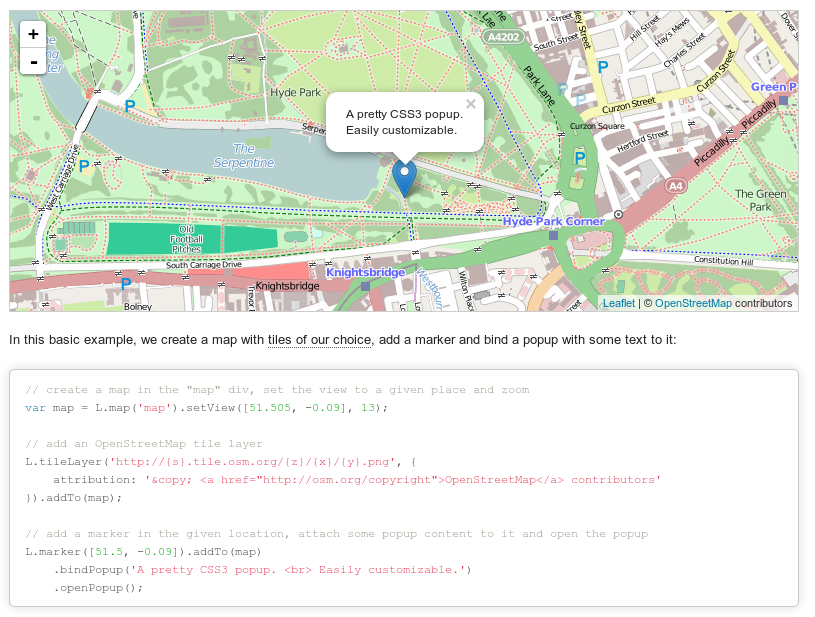 +
-
A4202
South Street
Hill Street
Hay's Mews
Charles Street
Park Lane
Curzon Street
Curzon Street
Green P
Hyde Park
P
P
A pretty CSS3 popup.
Easily customizable.
×
Curzon Square
Hertford Street
Piccadilly
Piccadilly
The
Serpentine
P
P
West Carriage Drive
A4
The Green
Park
Hyde Park Corner
Old
Football
Pitches
South Carriage Drive
Constitution Hill
Knightsbridge
P
Knightsbridge
Bolney
Leaflet | © OpenStreetMap contributors
In this basic example, we create a map with tiles of our choice, add a marker and bind a popup with some text to it:
// create a map in the "map" div, set the view to a given place and zoom
var map = L.map('map').setView([51.505, -0.09], 13);
// add an OpenStreetMap tile layer
L.tileLayer('http://{s}.tile.osm.org/{z}/{x}/{y}.png', {
attribution: '&copy; <a href="http://osm.org/copyright">OpenStreetMap</a> contributors'
}).addTo(map);
// add a marker in the given location, attach some popup content to it and open the popup
L.marker([51.5, -0.09]).addTo(map)
.bindPopup('A pretty CSS3 popup. <br> Easily customizable.')
.openPopup();